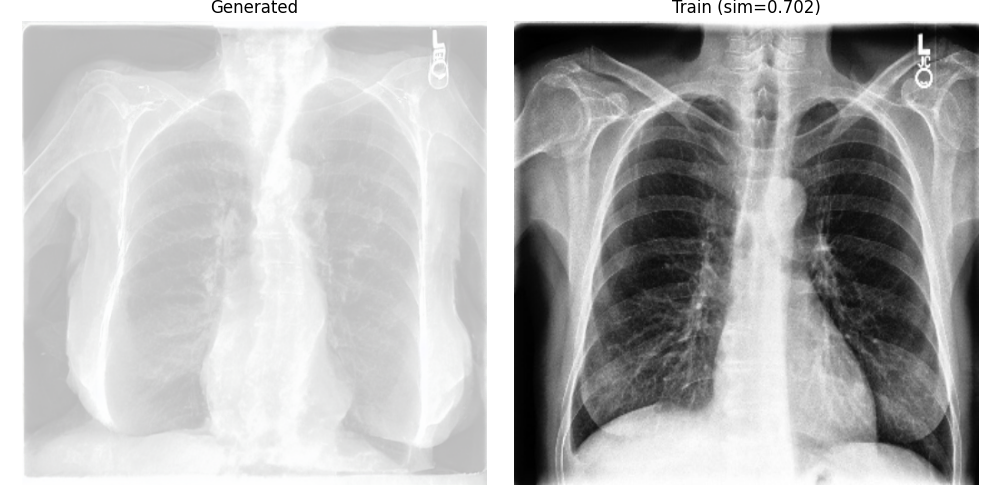 Generated
Train (sim=0.702)
L
L